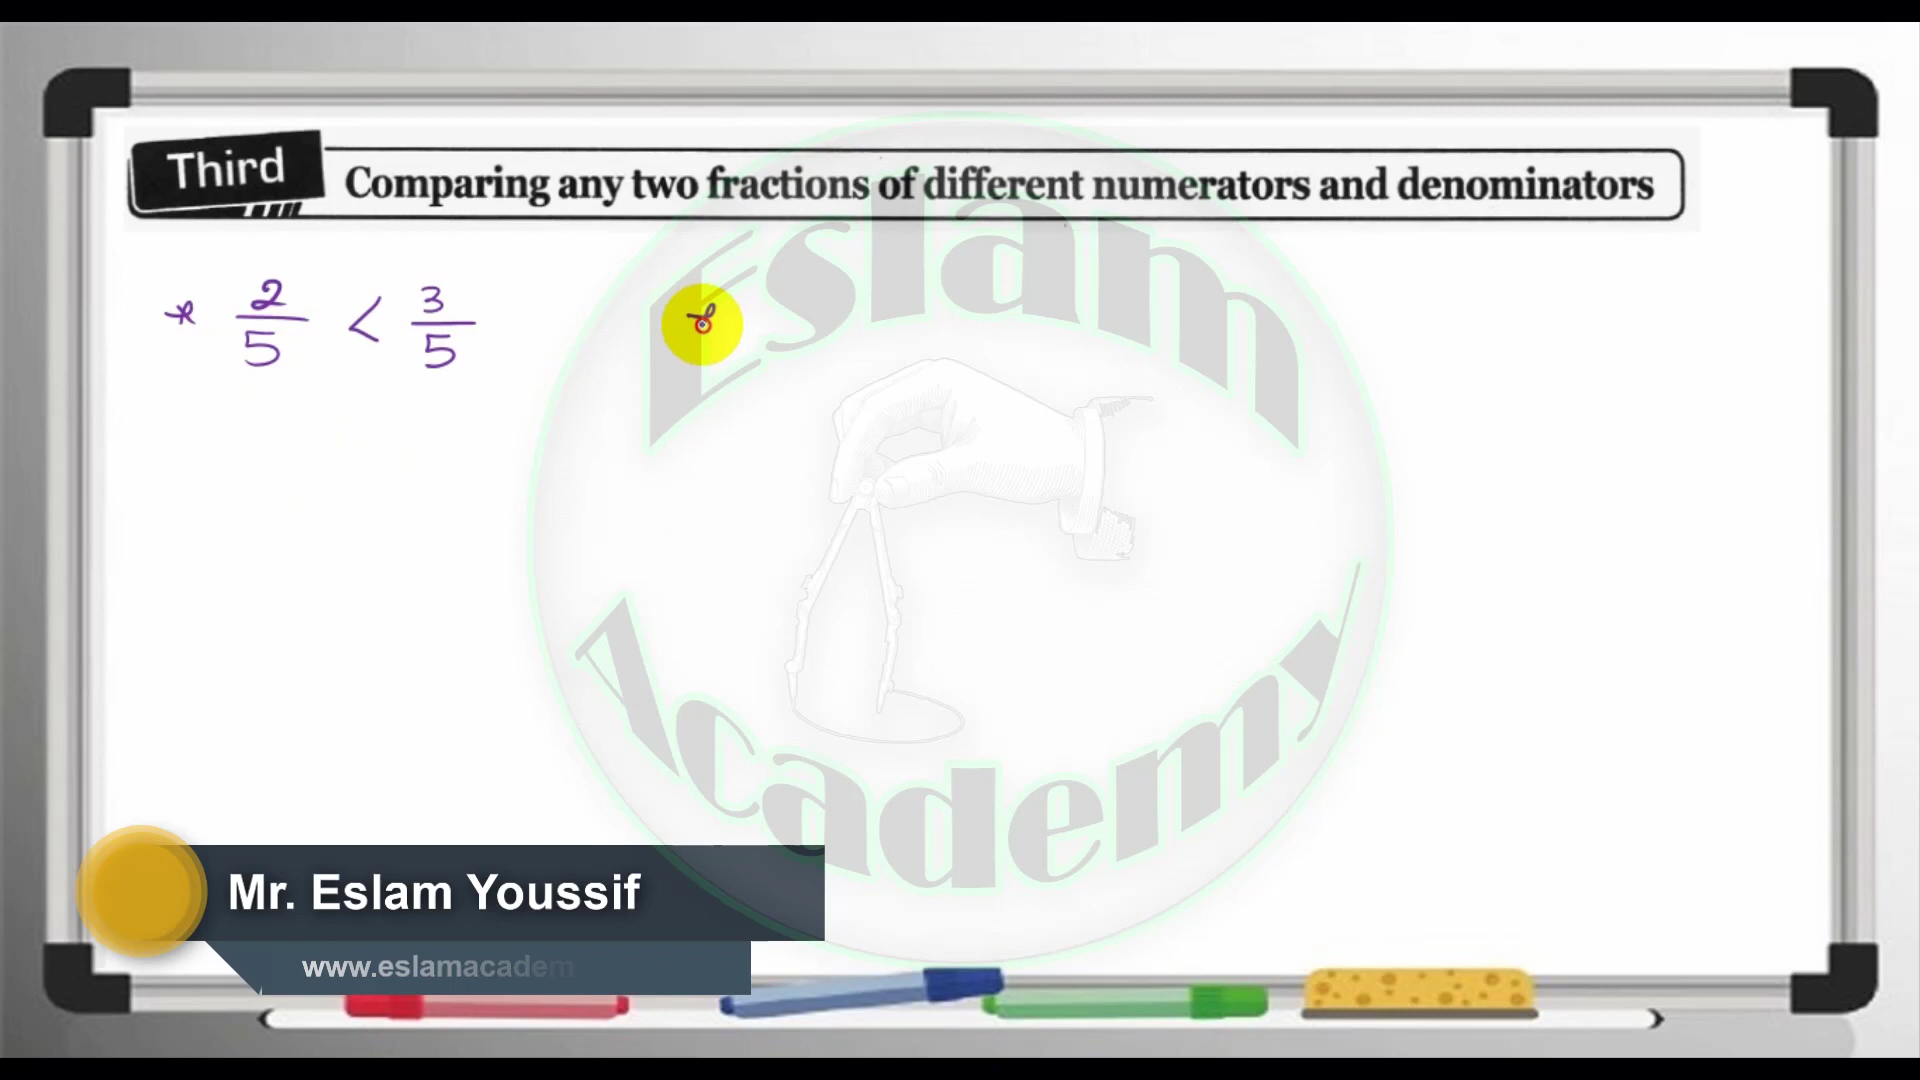 Third
Comparing any two fractions of different numerators and denominators
* 2/5 < 3/5
Eslam
Academy
Mr. Eslam Youssif
www.eslamacadem